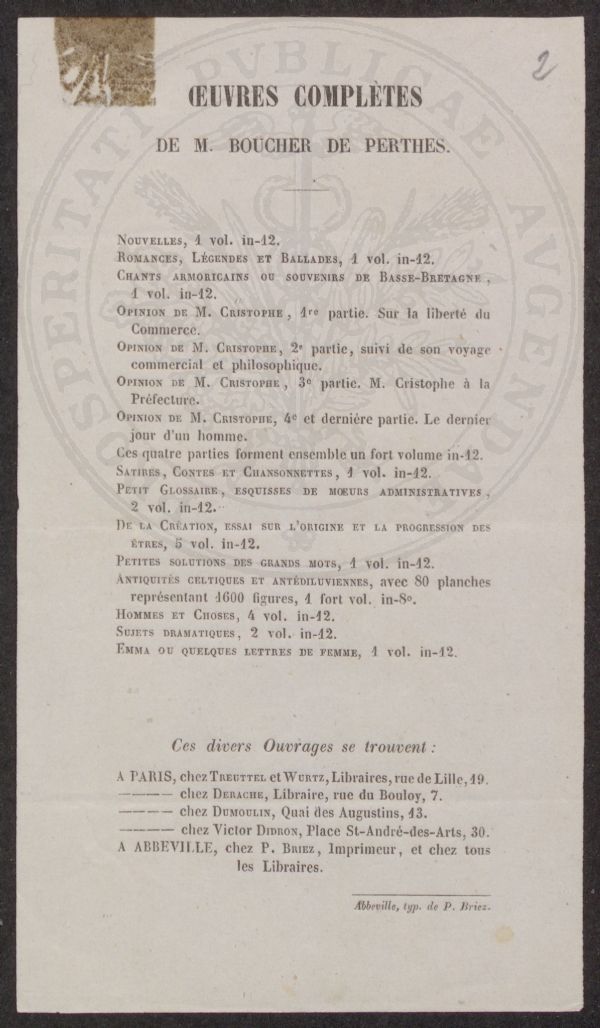 2
ŒUVRES COMPLÈTES
DE M. BOUCHER DE PERTHES.
NOUVELLES, 1 vol. in-12.
ROMANCES, LÉGENDES ET BALLADES, 1 vol. in-12.
CHANTS ARMORICAINS OU SOUVENIRS DE BASSE-BRETAGNE,
1 vol. in-12.
OPINION DE M. CRISTOPHE, 1re partie. Sur la liberté du
Commerce.
OPINION DE M. CRISTOPHE, 2e partie, suivi de son voyage
commercial et philosophique.
OPINION DE M. CRISTOPHE, 3e partie. M. Cristophe à la
Préfecture.
OPINION DE M. CRISTOPHE, 4e et dernière partie. Le dernier
jour d'un homme.
Ces quatre parties forment ensemble un fort volume in-12.
SATIRES, CONTES ET CHANSONNETTES, 1 vol. in-12.
PETIT GLOSSAIRE, ESQUISSES DE MŒURS ADMINISTRATIVES,
2 vol. in-12.
DE LA CRÉATION, ESSAI SUR L'ORIGINE ET LA PROGRESSION DES
ÊTRES, 5 vol. in-12.
PETITES SOLUTIONS DES GRANDS MOTS, 1 vol. in-12.
ANTIQUITÉS CELTIQUES ET ANTÉDILUVIENNES, avec 80 planches
représentant 1600 figures, 1 fort vol. in-8o.
HOMMES ET CHOSES, 4 vol. in-12.
SUJETS DRAMATIQUES, 2 vol. in-12.
EMMA OU QUELQUES LETTRES DE FEMME, 1 vol. in-12.
Ces divers Ouvrages se trouvent :
A PARIS, chez TREUTTEL et WURTZ, Libraires, rue de Lille, 19.
———— chez DERACHE, Libraire, rue du Bouloy, 7.
———— chez DUMOULIN, Quai des Augustins, 13.
———— chez Victor DIDRON, Place St-André-des-Arts, 30.
A ABBEVILLE, chez P. BRIEZ, Imprimeur, et chez tous
les Libraires.
Abbeville, typ. de P. Briez.
PROSPERITATI PVBLICAE AVGENDAE